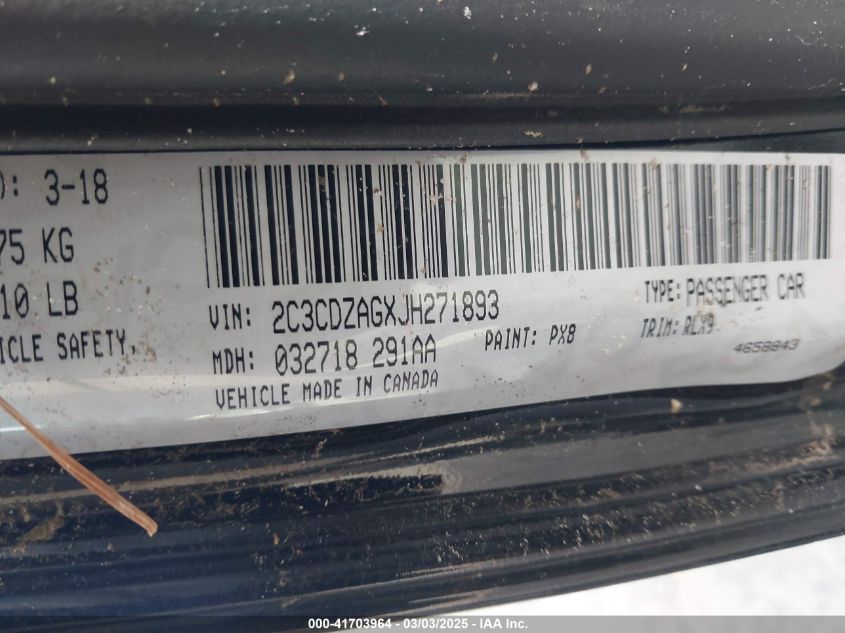 D: 3-18
75 KG
10 LB
ICLE SAFETY,
VIN: 2C3CDZAGXJH271893
TYPE: PASSENGER CAR
MDH: 032718 291AA
PAINT: PX8
TRIM: RLX9
VEHICLE MADE IN CANADA
4658843
000-41703964 - 03/03/2025 - IAA Inc.